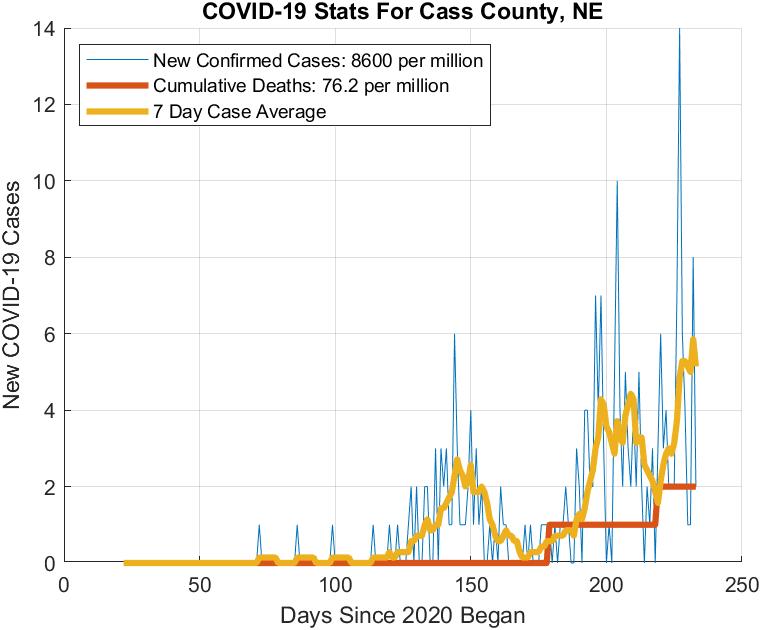 COVID-19 Stats For Cass County, NE
New Confirmed Cases: 8600 per million
Cumulative Deaths: 76.2 per million
7 Day Case Average
New COVID-19 Cases
14
12
10
8
6
4
2
0
0 50 100 150 200 250
Days Since 2020 Began